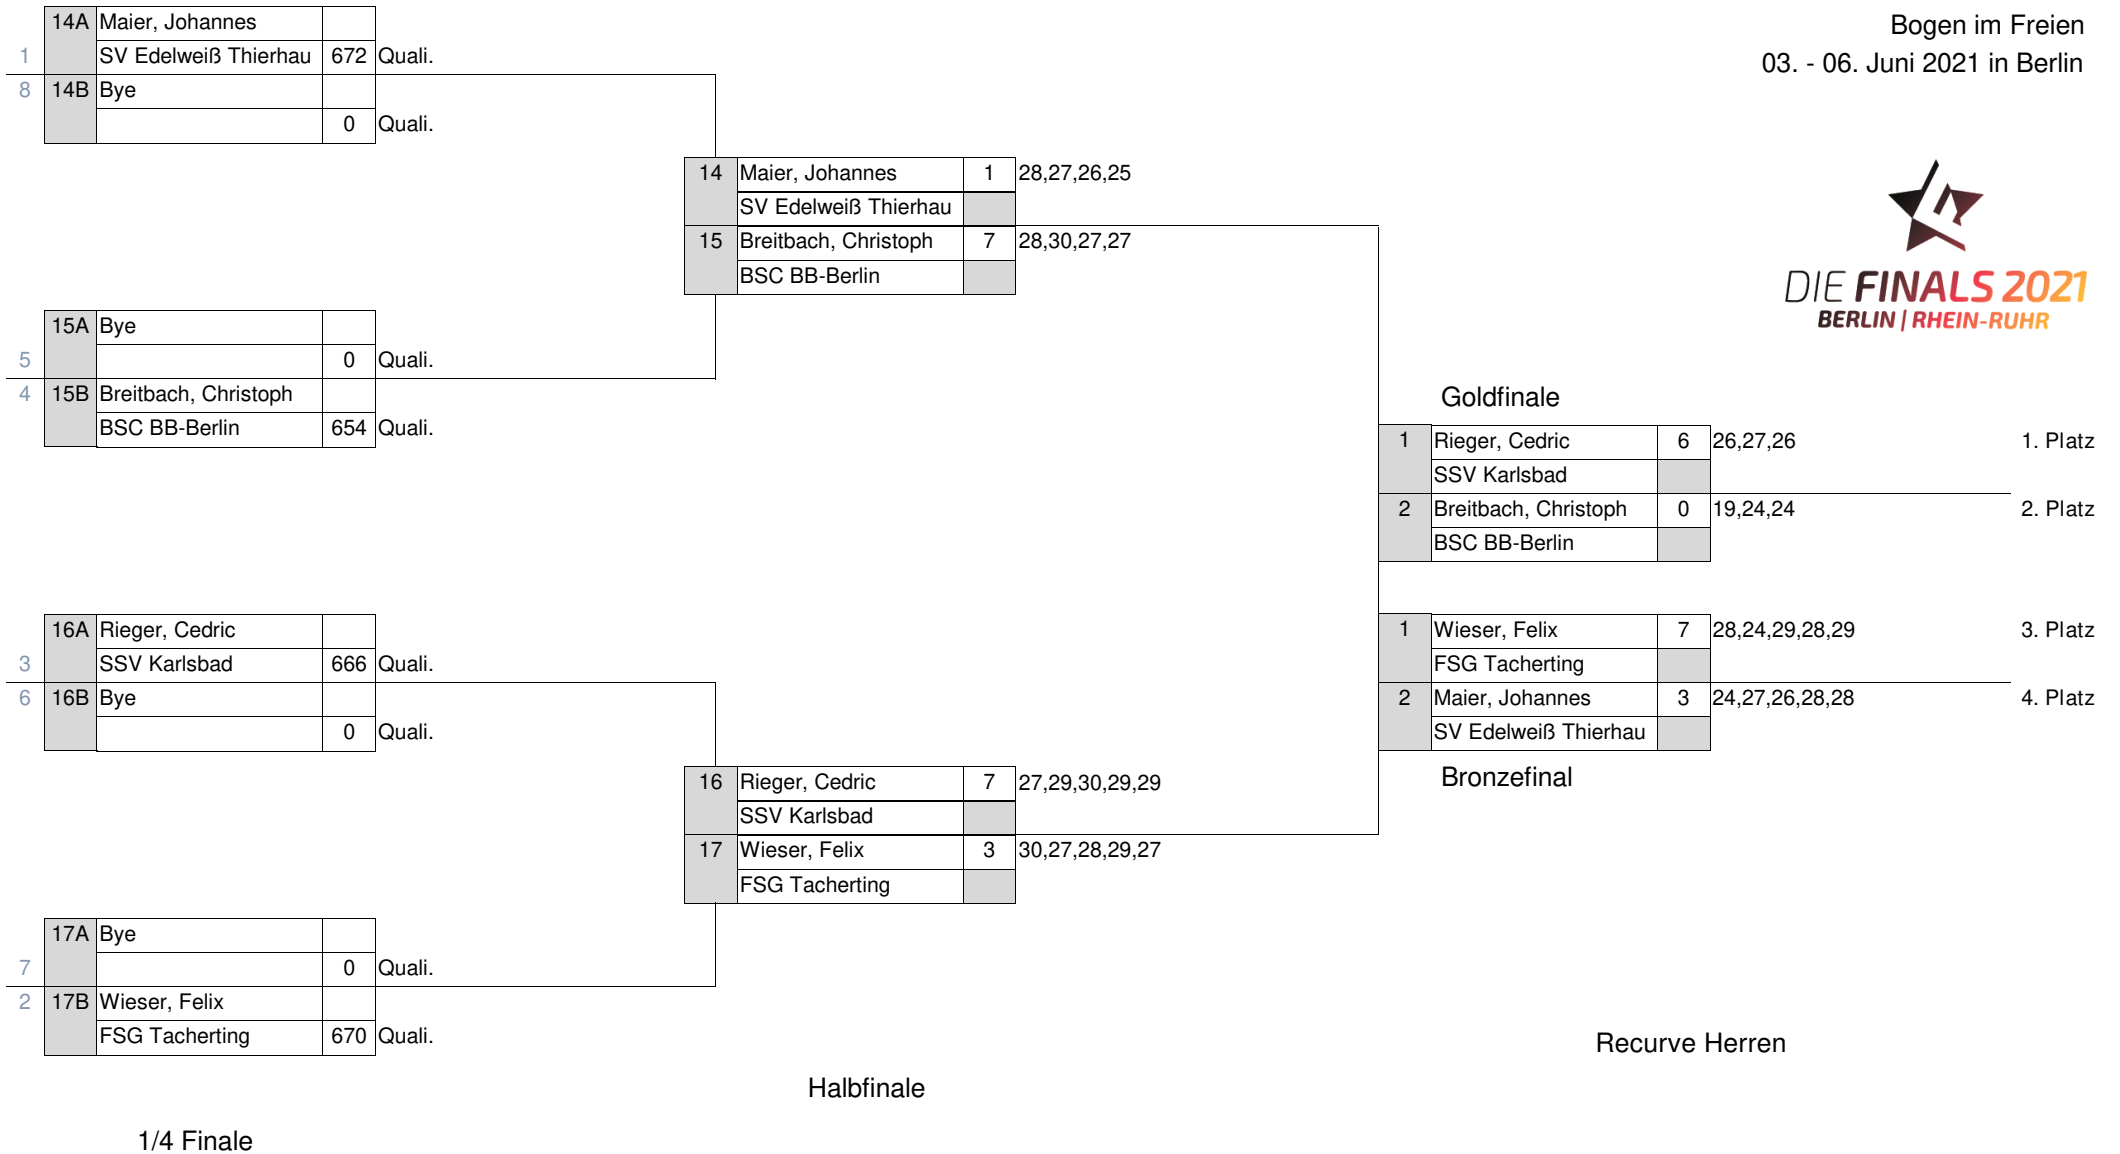 Bogen im Freien
03. - 06. Juni 2021 in Berlin
DIE FINALS 2021
BERLIN | RHEIN-RUHR
14A Maier, Johannes
1 SV Edelweiß Thierhau 672 Quali.
8 14B Bye
0 Quali.
14 Maier, Johannes 1 28,27,26,25
SV Edelweiß Thierhau
15 Breitbach, Christoph 7 28,30,27,27
BSC BB-Berlin
15A Bye
5 0 Quali.
4 15B Breitbach, Christoph
BSC BB-Berlin 654 Quali.
Goldfinale
1 Rieger, Cedric 6 26,27,26 1. Platz
SSV Karlsbad
2 Breitbach, Christoph 0 19,24,24 2. Platz
BSC BB-Berlin
16A Rieger, Cedric
3 SSV Karlsbad 666 Quali.
6 16B Bye
0 Quali.
1 Wieser, Felix 7 28,24,29,28,29 3. Platz
FSG Tacherting
2 Maier, Johannes 3 24,27,26,28,28 4. Platz
SV Edelweiß Thierhau
Bronzefinal
16 Rieger, Cedric 7 27,29,30,29,29
SSV Karlsbad
17 Wieser, Felix 3 30,27,28,29,27
FSG Tacherting
17A Bye
7 0 Quali.
2 17B Wieser, Felix
FSG Tacherting 670 Quali.
Recurve Herren
Halbfinale
1/4 Finale